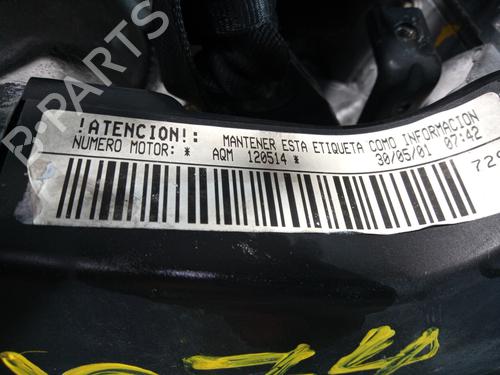 B-PARTS
!ATENCION!: MANTENER ESTA ETIQUETA COMO INFORMACION
NUMERO MOTOR: * AQM 120514 * 30/05/01 07:42
729